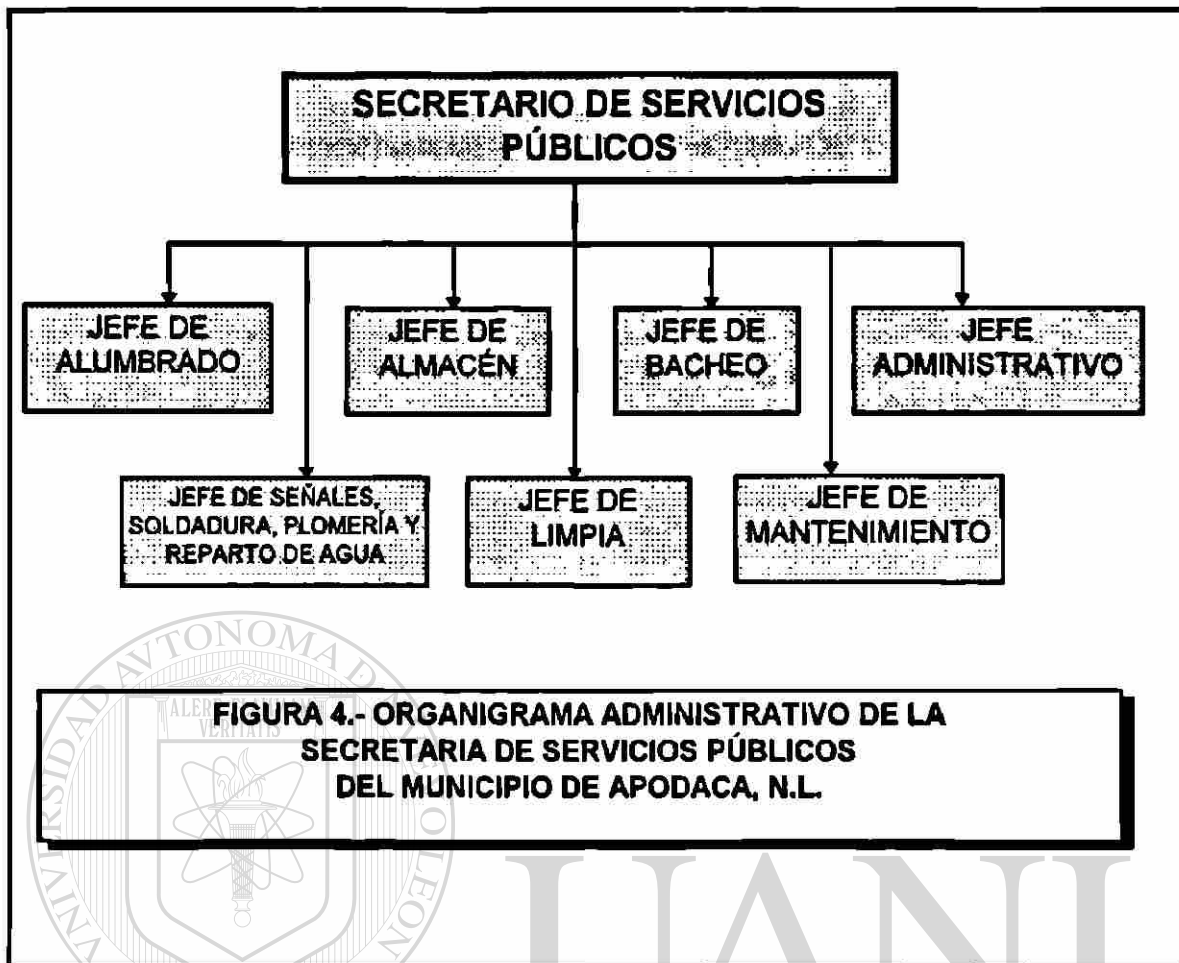 SECRETARIO DE SERVICIOS
PÚBLICOS
JEFE DE
ALUMBRADO
JEFE DE
ALMACÉN
JEFE DE
BACHEO
JEFE
ADMINISTRATIVO
JEFE DE SEÑALES,
SOLDADURA, PLOMERÍA Y
REPARTO DE AGUA
JEFE DE
LIMPIA
JEFE DE
MANTENIMIENTO
FIGURA 4.- ORGANIGRAMA ADMINISTRATIVO DE LA
SECRETARIA DE SERVICIOS PÚBLICOS
DEL MUNICIPIO DE APODACA, N.L.
VERITATIS